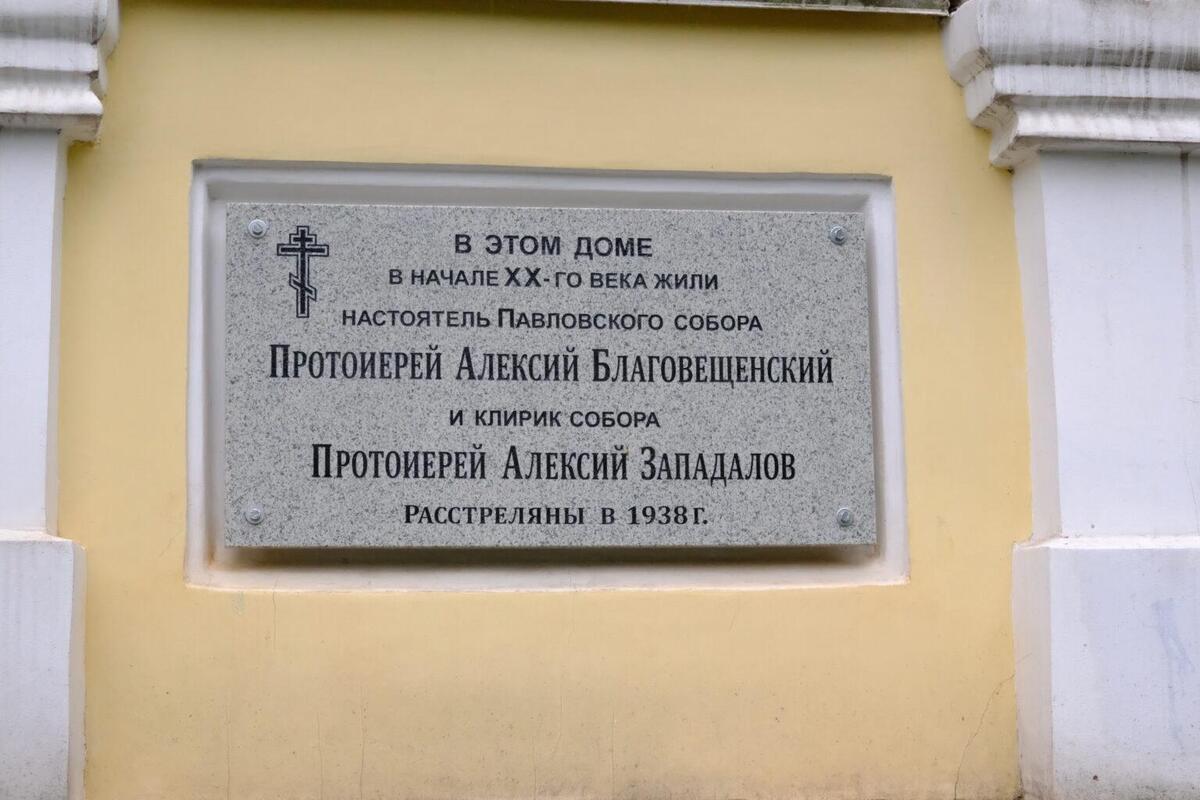 В ЭТОМ ДОМЕ
В НАЧАЛЕ XX-ГО ВЕКА ЖИЛИ
НАСТОЯТЕЛЬ ПАВЛОВСКОГО СОБОРА
ПРОТОИЕРЕЙ АЛЕКСИЙ БЛАГОВЕЩЕНСКИЙ
И КЛИРИК СОБОРА
ПРОТОИЕРЕЙ АЛЕКСИЙ ЗАПАДАЛОВ
РАССТРЕЛЯНЫ В 1938 Г.